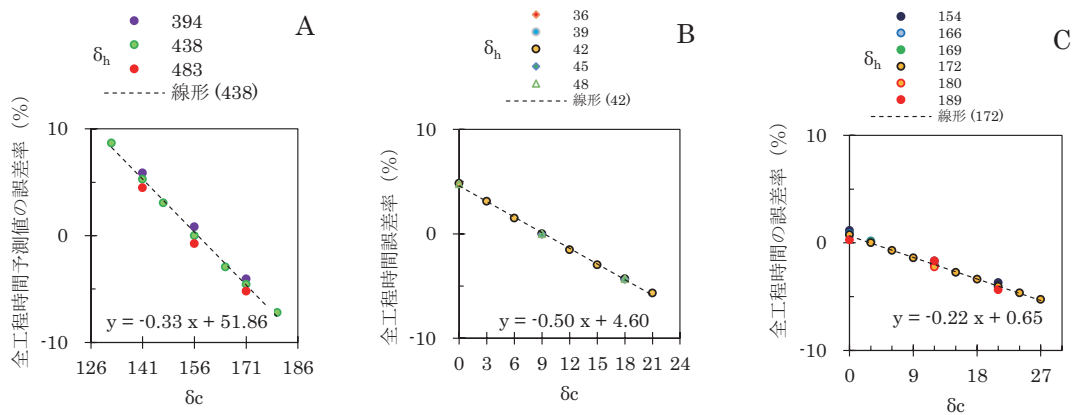 A
δh
394
438
483
線形 (438)
全工程時間予測値の誤差率 (%)
10
0
-10
y = -0.33 x + 51.86
126 141 156 171 186
δc
B
δh
36
39
42
45
48
線形 (42)
全工程時間誤差率 (%)
10
0
-10
y = -0.50 x + 4.60
0 3 6 9 12 15 18 21 24
δc
C
δh
154
166
169
172
180
189
線形 (172)
全工程時間の誤差率 (%)
10
0
-10
y = -0.22 x + 0.65
0 9 18 27
δc